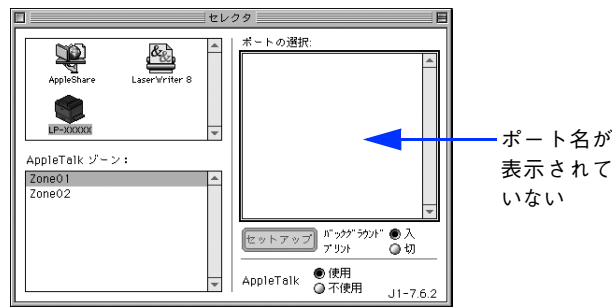 セレクタ
AppleShare
LaserWriter 8
LP-XXXXX
AppleTalk ゾーン：
Zone01
Zone02
ポートの選択:
セットアップ
ﾊﾞｯｸｸﾞﾗｳﾝﾄﾞ
ﾌﾟﾘﾝﾄ
入
切
AppleTalk
使用
不使用
J1-7.6.2
ポート名が
表示されて
いない